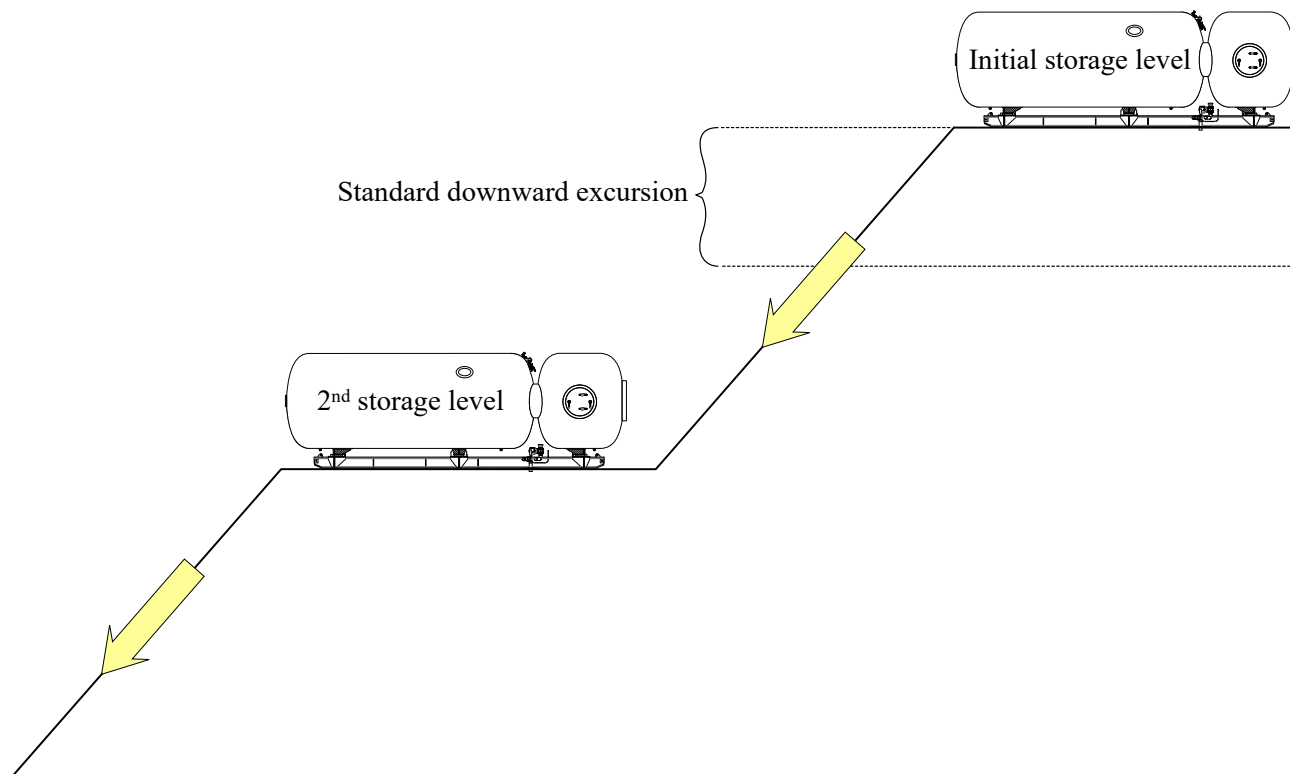 Initial storage level
Standard downward excursion
2nd storage level